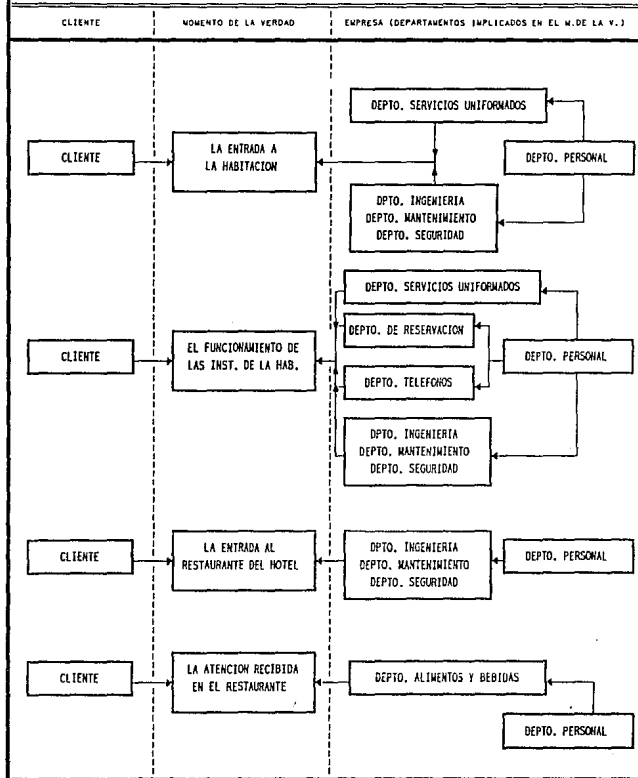 CLIENTE
MOMENTO DE LA VERDAD
EMPRESA (DEPARTAMENTOS IMPLICADOS EN EL M.DE LA V.)
DEPTO. SERVICIOS UNIFORMADOS
CLIENTE
LA ENTRADA A
LA HABITACION
DEPTO. PERSONAL
DPTO. INGENIERIA
DEPTO. MANTENIMIENTO
DEPTO. SEGURIDAD
DEPTO. SERVICIOS UNIFORMADOS
DEPTO. DE RESERVACION
CLIENTE
EL FUNCIONAMIENTO DE
LAS INST. DE LA HAB.
DEPTO. PERSONAL
DEPTO. TELEFONOS
DPTO. INGENIERIA
DEPTO. MANTENIMIENTO
DEPTO. SEGURIDAD
CLIENTE
LA ENTRADA AL
RESTAURANTE DEL HOTEL
DPTO. INGENIERIA
DEPTO. MANTENIMIENTO
DEPTO. SEGURIDAD
DEPTO. PERSONAL
CLIENTE
LA ATENCION RECIBIDA
EN EL RESTAURANTE
DEPTO. ALIMENTOS Y BEBIDAS
DEPTO. PERSONAL